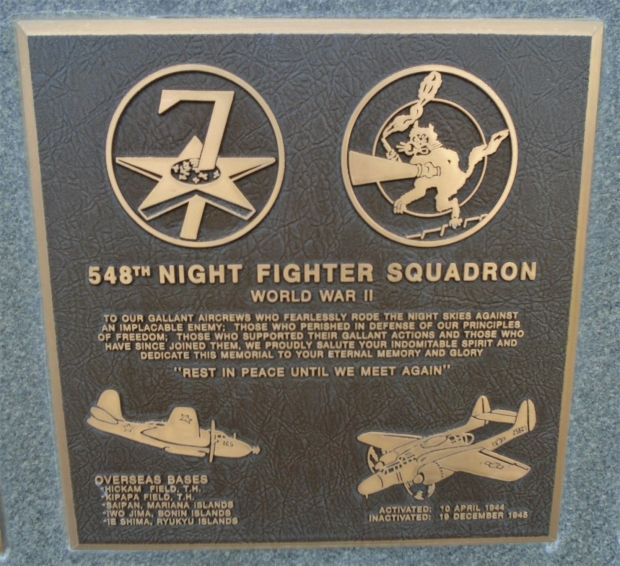 7
548TH NIGHT FIGHTER SQUADRON
WORLD WAR II
TO OUR GALLANT AIRCREWS WHO FEARLESSLY RODE THE NIGHT SKIES AGAINST
AN IMPLACABLE ENEMY; THOSE WHO PERISHED IN DEFENSE OF OUR PRINCIPLES
OF FREEDOM; THOSE WHO SUPPORTED THEIR GALLANT ACTIONS AND THOSE WHO
HAVE SINCE JOINED THEM, WE PROUDLY SALUTE YOUR INDOMITABLE SPIRIT AND
DEDICATE THIS MEMORIAL TO YOUR ETERNAL MEMORY AND GLORY
"REST IN PEACE UNTIL WE MEET AGAIN"
OVERSEAS BASES
*HICKAM FIELD, T.H.
*KIPAPA FIELD, T.H.
*SAIPAN, MARIANA ISLANDS
*IWO JIMA, BONIN ISLANDS
*IE SHIMA, RYUKYU ISLANDS
ACTIVATED: 10 APRIL 1944
INACTIVATED: 19 DECEMBER 1945